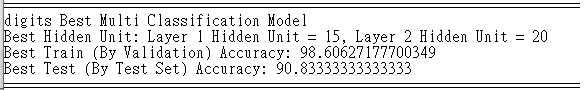 digits Best Multi Classification Model
Best Hidden Unit: Layer 1 Hidden Unit = 15, Layer 2 Hidden Unit = 20
Best Train (By Validation) Accuracy: 98.60627177700349
Best Test (By Test Set) Accuracy: 90.83333333333333